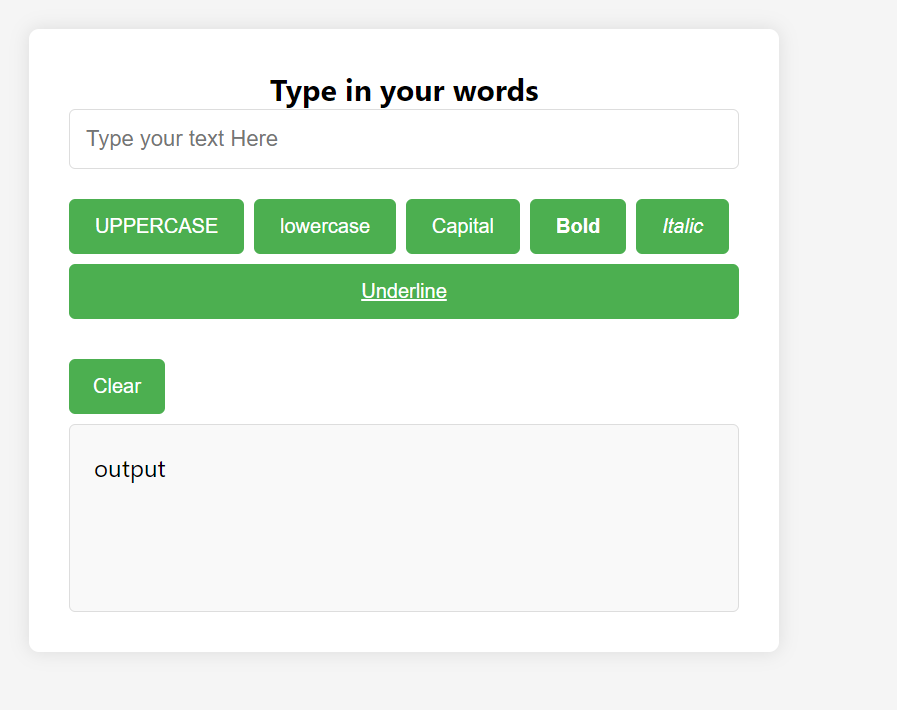 Type in your words
Type your text Here
UPPERCASE lowercase Capital Bold Italic
Underline
Clear
output